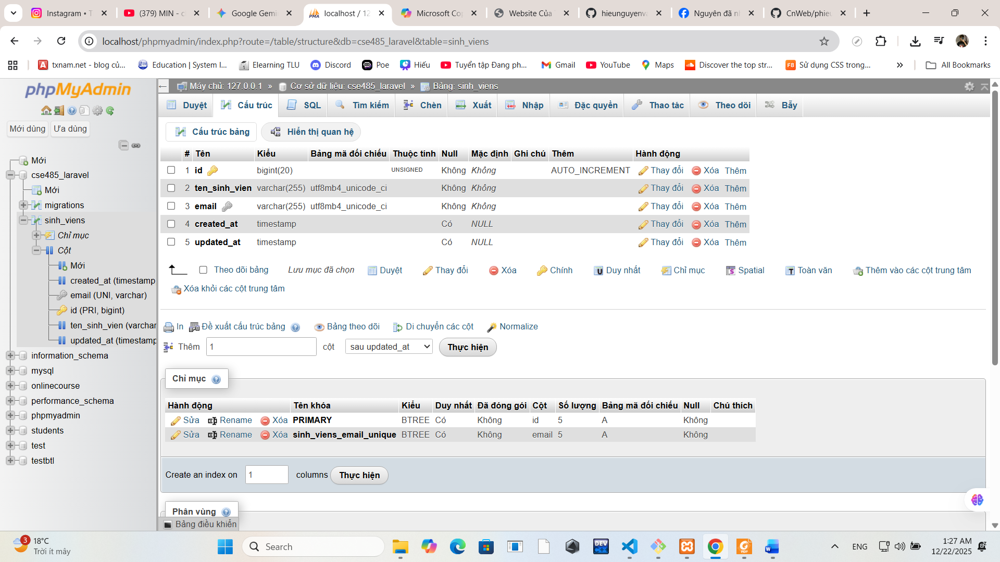 Instagram • T
(379) MIN - c
Google Gemi
localhost / 12
Microsoft Co
Website Của
hieunguyenva
Nguyên đã nh
CnWeb/phieu
localhost/phpmyadmin/index.php?route=/table/structure&db=cse485_laravel&table=sinh_viens
txnam.net - blog củ...
Education | System I...
Elearning TLU
Discord
Poe
Hiếu
Tuyển tập Đang ph...
Gmail
YouTube
Maps
Discover the top str...
F8 Sử dụng CSS trong...
All Bookmarks
phpMyAdmin
Mới dùng
Ưa dùng
Mới
cse485_laravel
Mới
migrations
sinh_viens
Chỉ mục
Cột
Mới
created_at (timestamp
email (UNI, varchar)
id (PRI, bigint)
ten_sinh_vien (varchar
updated_at (timestamp
information_schema
mysql
onlinecourse
performance_schema
phpmyadmin
students
test
testbtl
Máy chủ: 127.0.0.1 » Cơ sở dữ liệu: cse485_laravel » Bảng: sinh_viens
Duyệt Cấu trúc SQL Tìm kiếm Chèn Xuất Nhập Đặc quyền Thao tác Theo dõi Bẫy
Cấu trúc bảng Hiển thị quan hệ
# Tên Kiểu Bảng mã đối chiếu Thuộc tính Null Mặc định Ghi chú Thêm Hành động
1 id bigint(20) UNSIGNED Không Không AUTO_INCREMENT Thay đổi Xóa Thêm
2 ten_sinh_vien varchar(255) utf8mb4_unicode_ci Không Không Thay đổi Xóa Thêm
3 email varchar(255) utf8mb4_unicode_ci Không Không Thay đổi Xóa Thêm
4 created_at timestamp Có NULL Thay đổi Xóa Thêm
5 updated_at timestamp Có NULL Thay đổi Xóa Thêm
Theo dõi bảng Lưu mục đã chọn Duyệt Thay đổi Xóa Chính Duy nhất Chỉ mục Spatial Toàn văn Thêm vào các cột trung tâm
Xóa khỏi các cột trung tâm
In Đề xuất cấu trúc bảng Bảng theo dõi Di chuyển các cột Normalize
Thêm 1 cột sau updated_at Thực hiện
Chỉ mục
Hành động Tên khóa Kiểu Duy nhất Đã đóng gói Cột Số lượng Bảng mã đối chiếu Null Chú thích
Sửa Rename Xóa PRIMARY BTREE Có Không id 5 A Không
Sửa Rename Xóa sinh_viens_email_unique BTREE Có Không email 5 A Không
Create an index on 1 columns Thực hiện
Phân vùng
Bảng điều khiển
3
18°C
Trời ít mây
Search
DEV C++
ENG
1:27 AM
12/22/2025